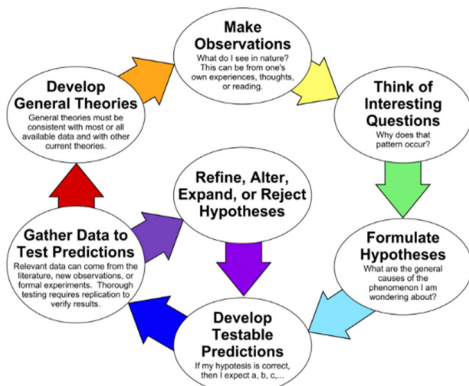 Make
Observations
What do I see in nature?
This can be from one's
own experiences, thoughts,
or reading.
Think of
Interesting
Questions
Why does that
pattern occur?
Formulate
Hypotheses
What are the general
causes of the
phenomenon I am
wondering about?
Develop
Testable
Predictions
If my hypotesis is correct,
then I expect a, b, c,...
Gather Data to
Test Predictions
Relevant data can come from the
literature, new observations, or
formal experiments. Thorough
testing requires replication to
verify results.
Refine, Alter,
Expand, or Reject
Hypotheses
Develop
General Theories
General theories must be
consistent with most or all
available data and with other
current theories.